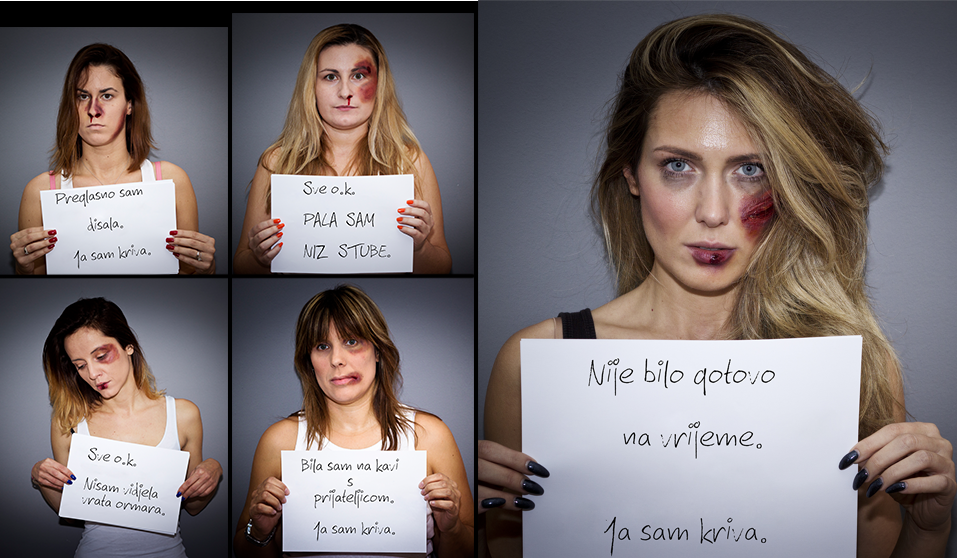 Preglasno sam
disala.
Ja sam kriva.
Sve o.k.
PALA SAM
NIZ STUBE.
Sve o.k.
Nisam vidjela
vrata ormara.
Bila sam na kavi
s
prijateljicom.
Ja sam kriva.
Nije bilo gotovo
na vrijeme.
Ja sam kriva.